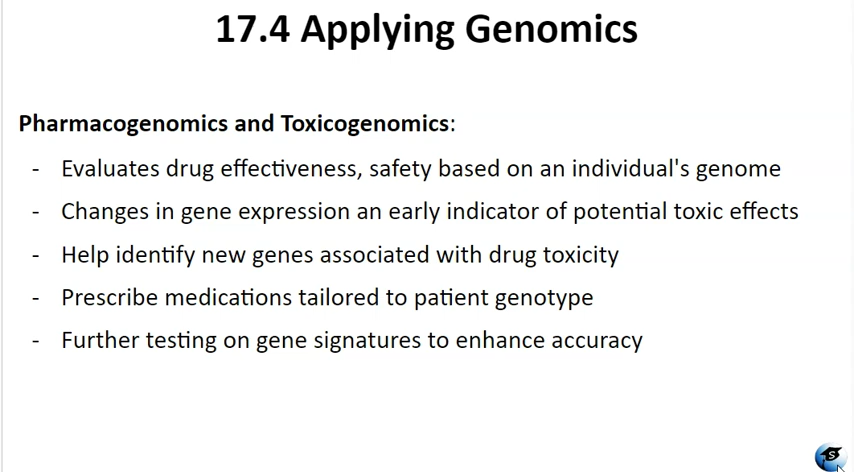 17.4 Applying Genomics
Pharmacogenomics and Toxicogenomics:
- Evaluates drug effectiveness, safety based on an individual's genome
- Changes in gene expression an early indicator of potential toxic effects
- Help identify new genes associated with drug toxicity
- Prescribe medications tailored to patient genotype
- Further testing on gene signatures to enhance accuracy
S